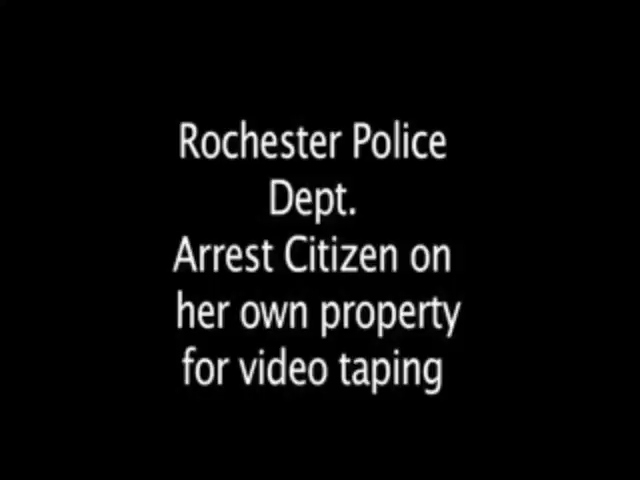 Rochester Police
Dept.
Arrest Citizen on
her own property
for video taping